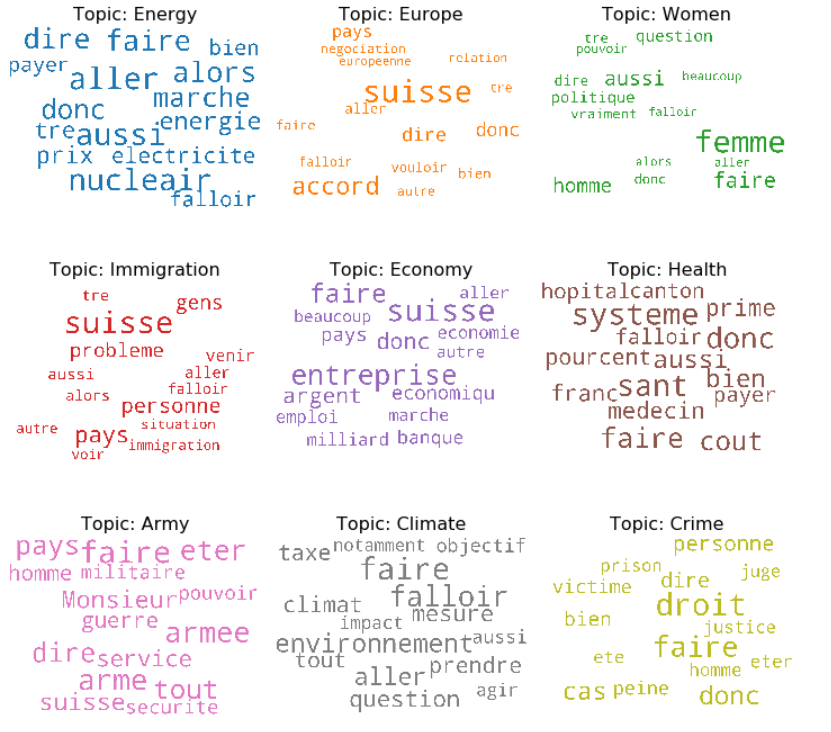 Topic: Energy
dire faire bien
payer aller alors
donc marche
tre aussi energie
prix electricite
nucleair
falloir
Topic: Europe
pays
negociation
europeenne relation
suisse tre
aller
faire dire donc
falloir vouloir bien
accord autre
Topic: Women
tre question
pouvoir
dire aussi beaucoup
politique
vraiment falloir
femme
alors aller
homme donc faire
Topic: Immigration
tre gens
suisse
probleme venir
aussi aller
alors falloir
personne
autre pays situation
immigration
voir
Topic: Economy
faire aller
beaucoup suisse
pays donc economie
autre
entreprise
argent economiqu
emploi marche
milliard banque
Topic: Health
hopitalcanton
systeme prime
falloir donc
pourcent aussi
franc sant bien
payer
medecin
faire cout
Topic: Army
pays faire eter
homme militaire
Monsieur pouvoir
guerre armee
dire service
arme tout
suisse securite
Topic: Climate
taxe notamment objectif
faire
climat falloir
impact mesure
environnement aussi
tout prendre
aller
question agir
Topic: Crime
personne
prison juge
victime dire
droit
bien justice
faire
ete homme eter
cas peine donc